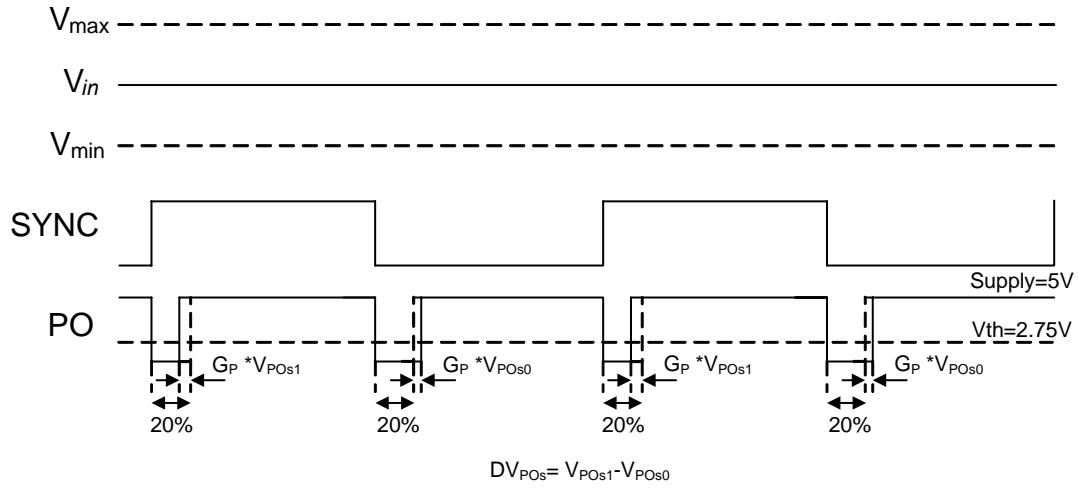 Vmax
Vin
Vmin
SYNC
Supply=5V
PO
Vth=2.75V
GP *VPOs1
GP *VPOs0
GP *VPOs1
GP *VPOs0
20%
20%
20%
20%
DVPOs= VPOs1-VPOs0